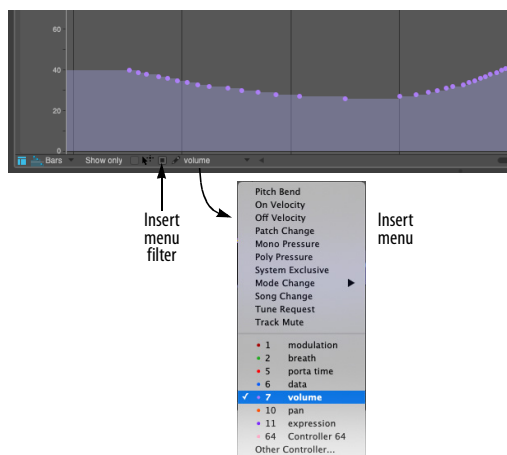 60
40
20
0
Bars Show only volume
Insert menu filter
Insert menu
Pitch Bend
On Velocity
Off Velocity
Patch Change
Mono Pressure
Poly Pressure
System Exclusive
Mode Change
Song Change
Tune Request
Track Mute
1 modulation
2 breath
5 porta time
6 data
7 volume
10 pan
11 expression
64 Controller 64
Other Controller...